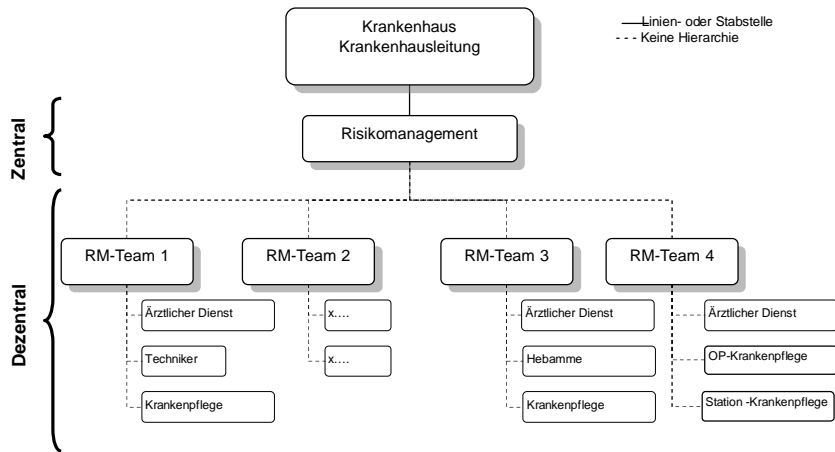 Krankenhaus
Krankenhausleitung
Linien- oder Stabstelle
Keine Hierarchie
Zentral
Risikomanagement
Dezentral
RM-Team 1
RM-Team 2
RM-Team 3
RM-Team 4
Ärztlicher Dienst
x....
Ärztlicher Dienst
Ärztlicher Dienst
Techniker
x....
Hebamme
OP-Krankenpflege
Krankenpflege
Krankenpflege
Station -Krankenpflege